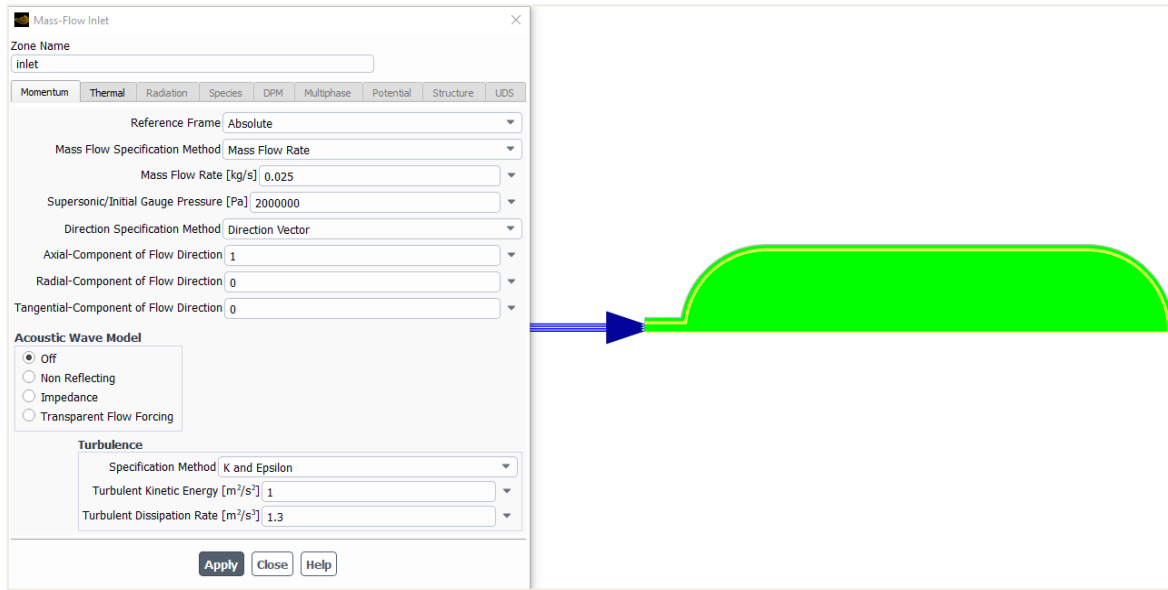 Mass-Flow Inlet
Zone Name
inlet
Momentum Thermal Radiation Species DPM Multiphase Potential Structure UDS
Reference Frame Absolute
Mass Flow Specification Method Mass Flow Rate
Mass Flow Rate [kg/s] 0.025
Supersonic/Initial Gauge Pressure [Pa] 2000000
Direction Specification Method Direction Vector
Axial-Component of Flow Direction 1
Radial-Component of Flow Direction 0
Tangential-Component of Flow Direction 0
Acoustic Wave Model
Off
Non Reflecting
Impedance
Transparent Flow Forcing
Turbulence
Specification Method K and Epsilon
Turbulent Kinetic Energy [m²/s²] 1
Turbulent Dissipation Rate [m²/s³] 1.3
Apply Close Help